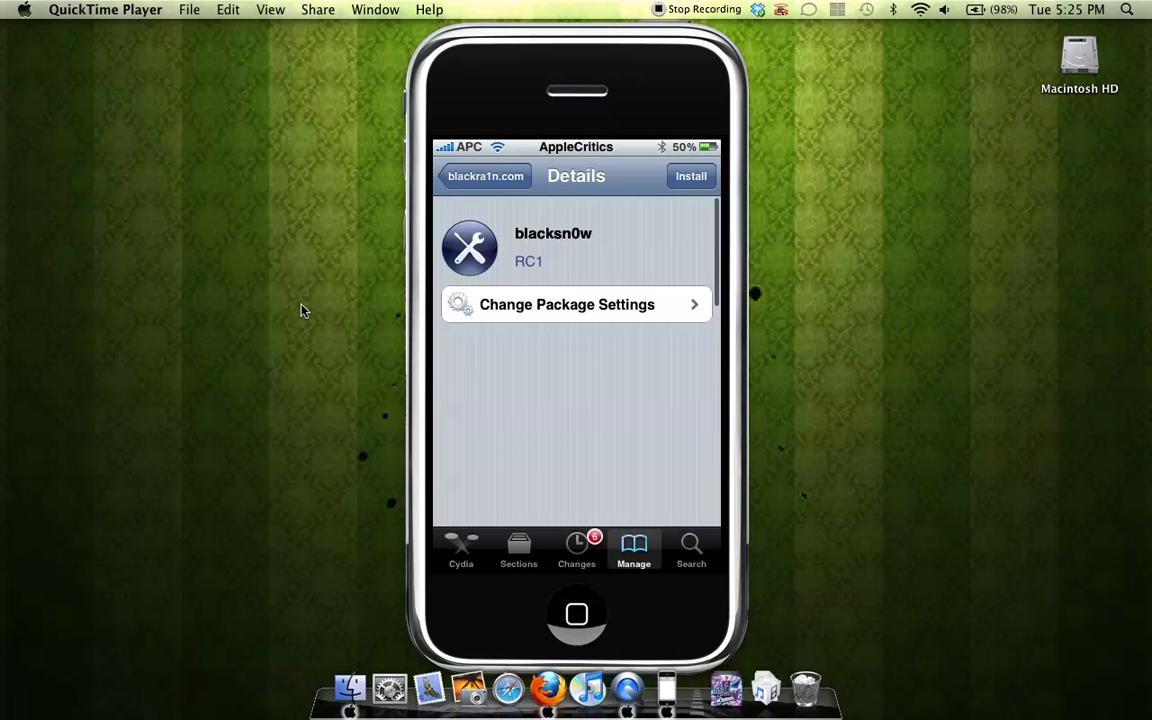 QuickTime Player File Edit View Share Window Help Stop Recording (98%) Tue 5:25 PM
Macintosh HD
APC AppleCritics 50%
blackra1n.com Details Install
blacksn0w
RC1
Change Package Settings
6
Cydia Sections Changes Manage Search